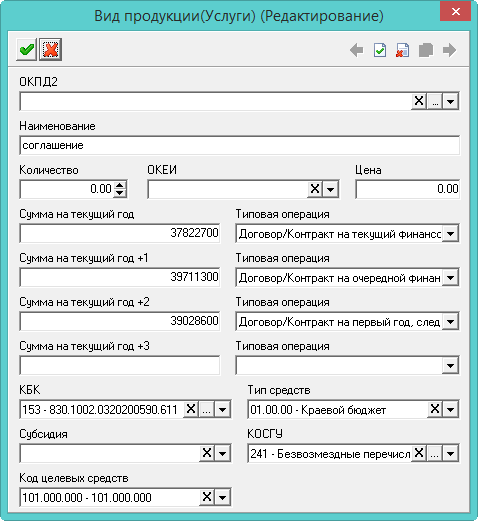 Вид продукции(Услуги) (Редактирование)
ОКПД2
Наименование
соглашение
Количество ОКЕИ Цена
0.00 0.00
Сумма на текущий год Типовая операция
37822700 Договор/Контракт на текущий финансо
Сумма на текущий год +1 Типовая операция
39711300 Договор/Контракт на очередной финан
Сумма на текущий год +2 Типовая операция
39028600 Договор/Контракт на первый год, след
Сумма на текущий год +3 Типовая операция
КБК Тип средств
153 - 830.1002.0320200590.611 01.00.00 - Краевой бюджет
Субсидия КОСГУ
241 - Безвозмездные перечисл
Код целевых средств
101.000.000 - 101.000.000